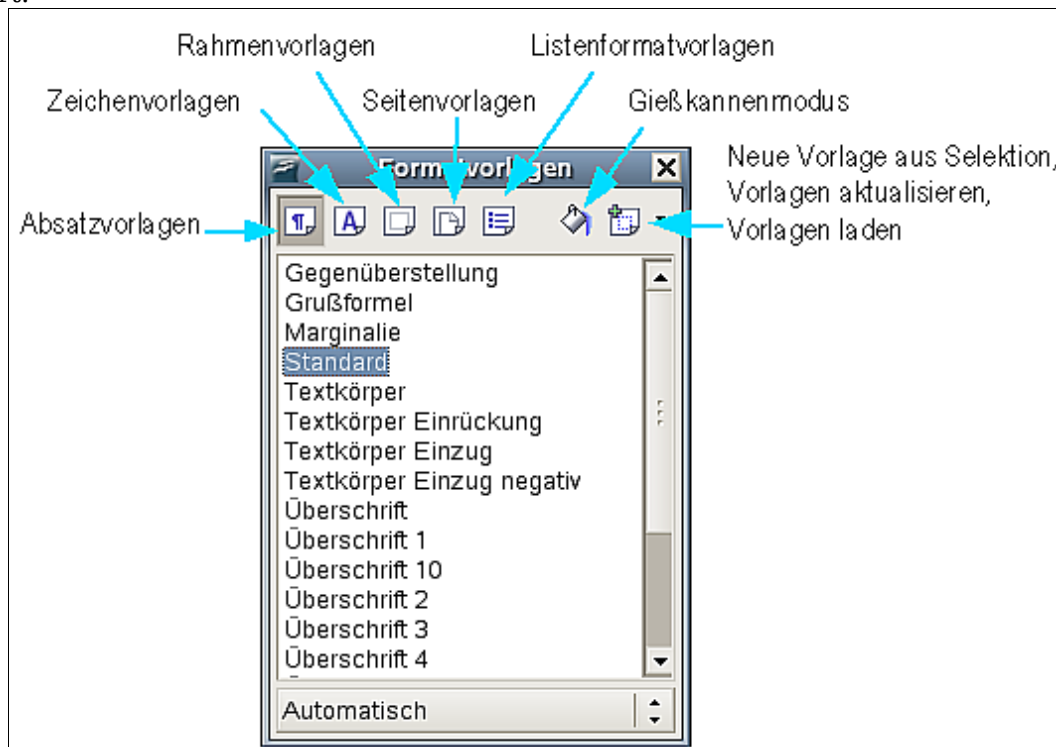 Rahmenvorlagen
Listenformatvorlagen
Zeichenvorlagen
Seitenvorlagen
Gießkannenmodus
Neue Vorlage aus Selektion,
Vorlagen aktualisieren,
Vorlagen laden
Absatzvorlagen
Formatvorlagen
Gegenüberstellung
Grußformel
Marginalie
Standard
Textkörper
Textkörper Einrückung
Textkörper Einzug
Textkörper Einzug negativ
Überschrift
Überschrift 1
Überschrift 10
Überschrift 2
Überschrift 3
Überschrift 4
Automatisch